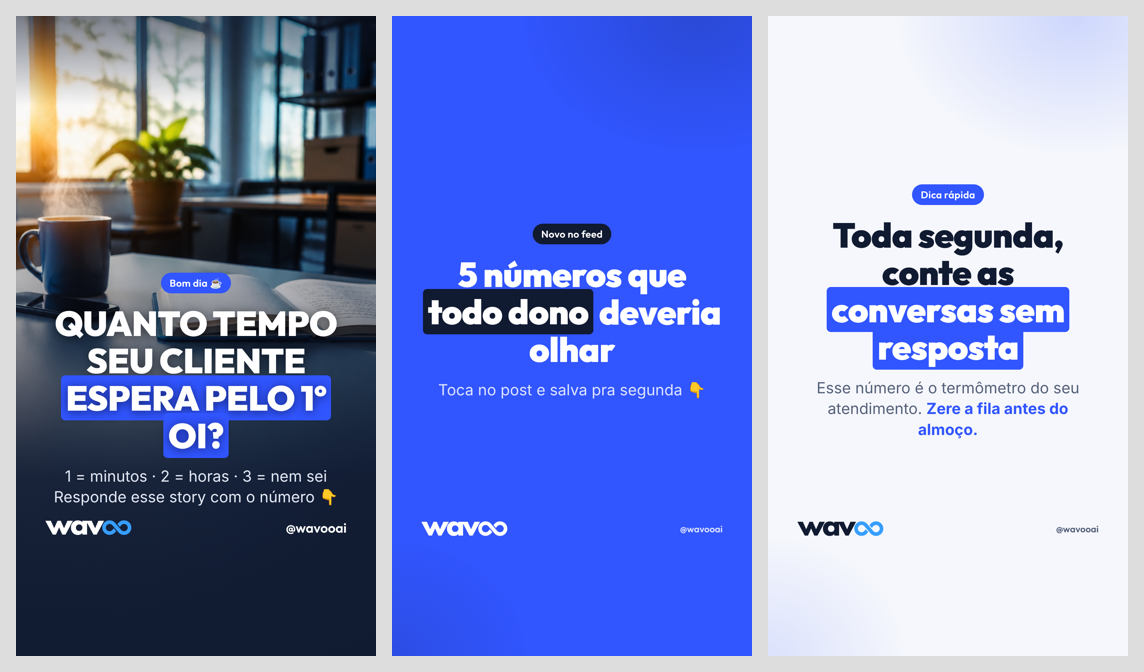 Bom dia ☕
QUANTO TEMPO
SEU CLIENTE
ESPERA PELO 1º
OI?
1 = minutos · 2 = horas · 3 = nem sei
Responde esse story com o número 👇
wavoo
@wavooai
Novo no feed
5 números que
todo dono deveria
olhar
Toca no post e salva pra segunda 👇
wavoo
@wavooai
Dica rápida
Toda segunda,
conte as
conversas sem
resposta
Esse número é o termômetro do seu
atendimento. Zere a fila antes do
almoço.
wavoo
@wavooai